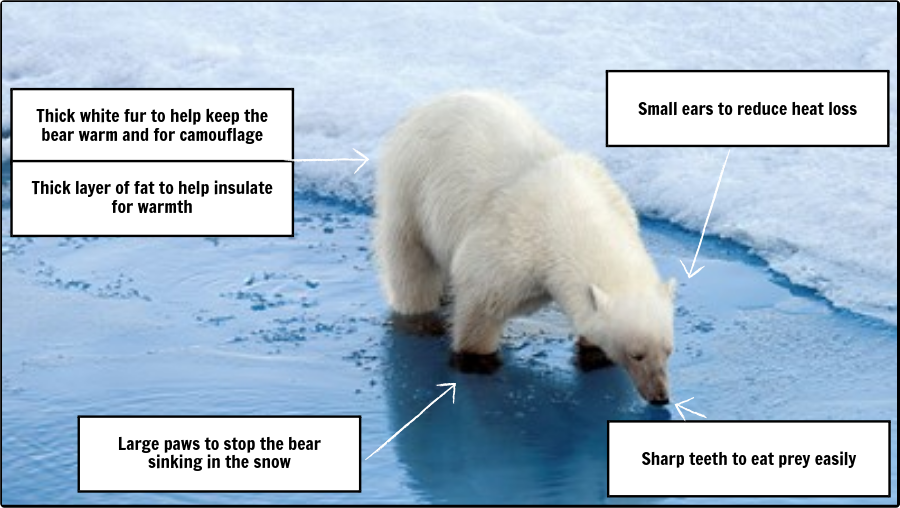 Thick white fur to help keep the
bear warm and for camouflage
Small ears to reduce heat loss
Thick layer of fat to help insulate
for warmth
Large paws to stop the bear
sinking in the snow
Sharp teeth to eat prey easily